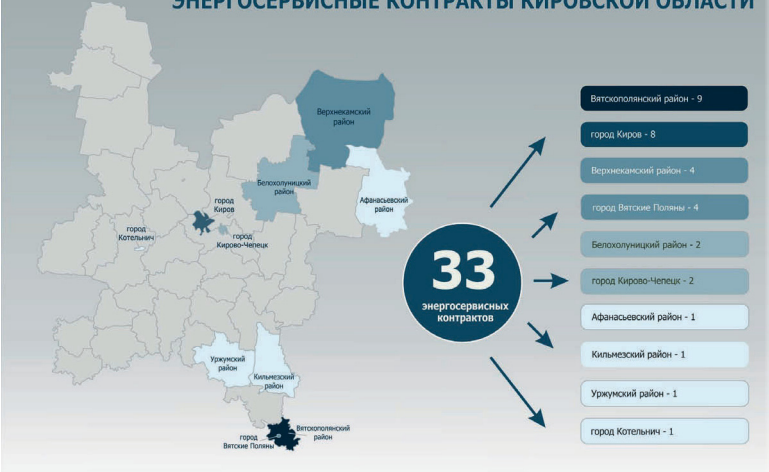 ЭНЕРГОСЕРВИСНЫЕ КОНТРАКТЫ КИРОВСКОЙ ОБЛАСТИ
Верхнекамский
район
Белохолуницкий
район
Афанасьевский
район
город
Киров
город
Котельнич
город
Кирово-Чепецк
Уржумский
район
Кильмезский
район
Вятскополянский
район
город
Вятские Поляны
33
энергосервисных
контрактов
Вятскополянский район - 9
город Киров - 8
Верхнекамский район - 4
город Вятские Поляны - 4
Белохолуницкий район - 2
город Кирово-Чепецк - 2
Афанасьевский район - 1
Кильмезский район - 1
Уржумский район - 1
город Котельнич - 1